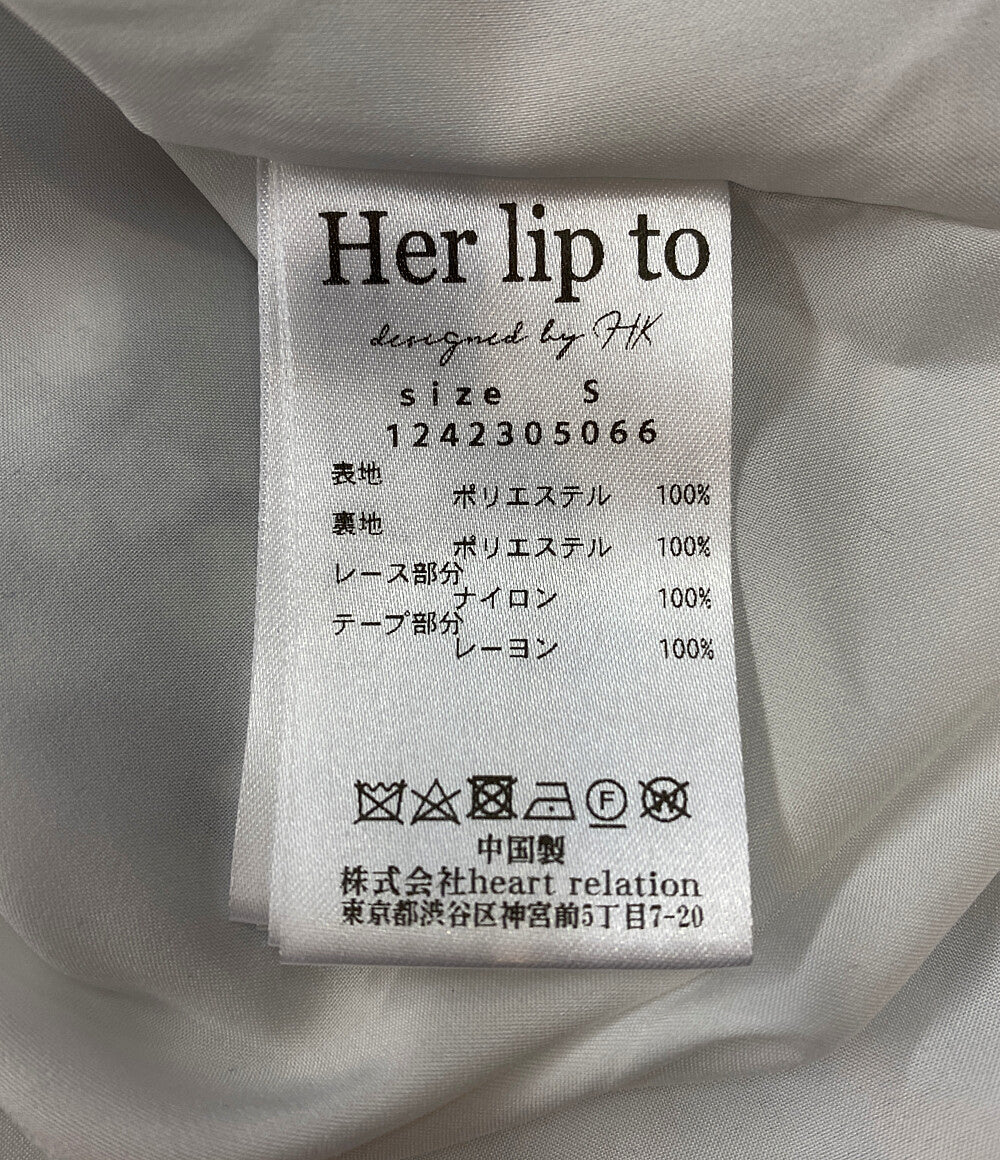 Her lip to
designed by HK
size S
1242305066
表地
ポリエステル 100%
裏地
ポリエステル 100%
レース部分
ナイロン 100%
テープ部分
レーヨン 100%
F W
中国製
株式会社heart relation
東京都渋谷区神宮前5丁目7-20